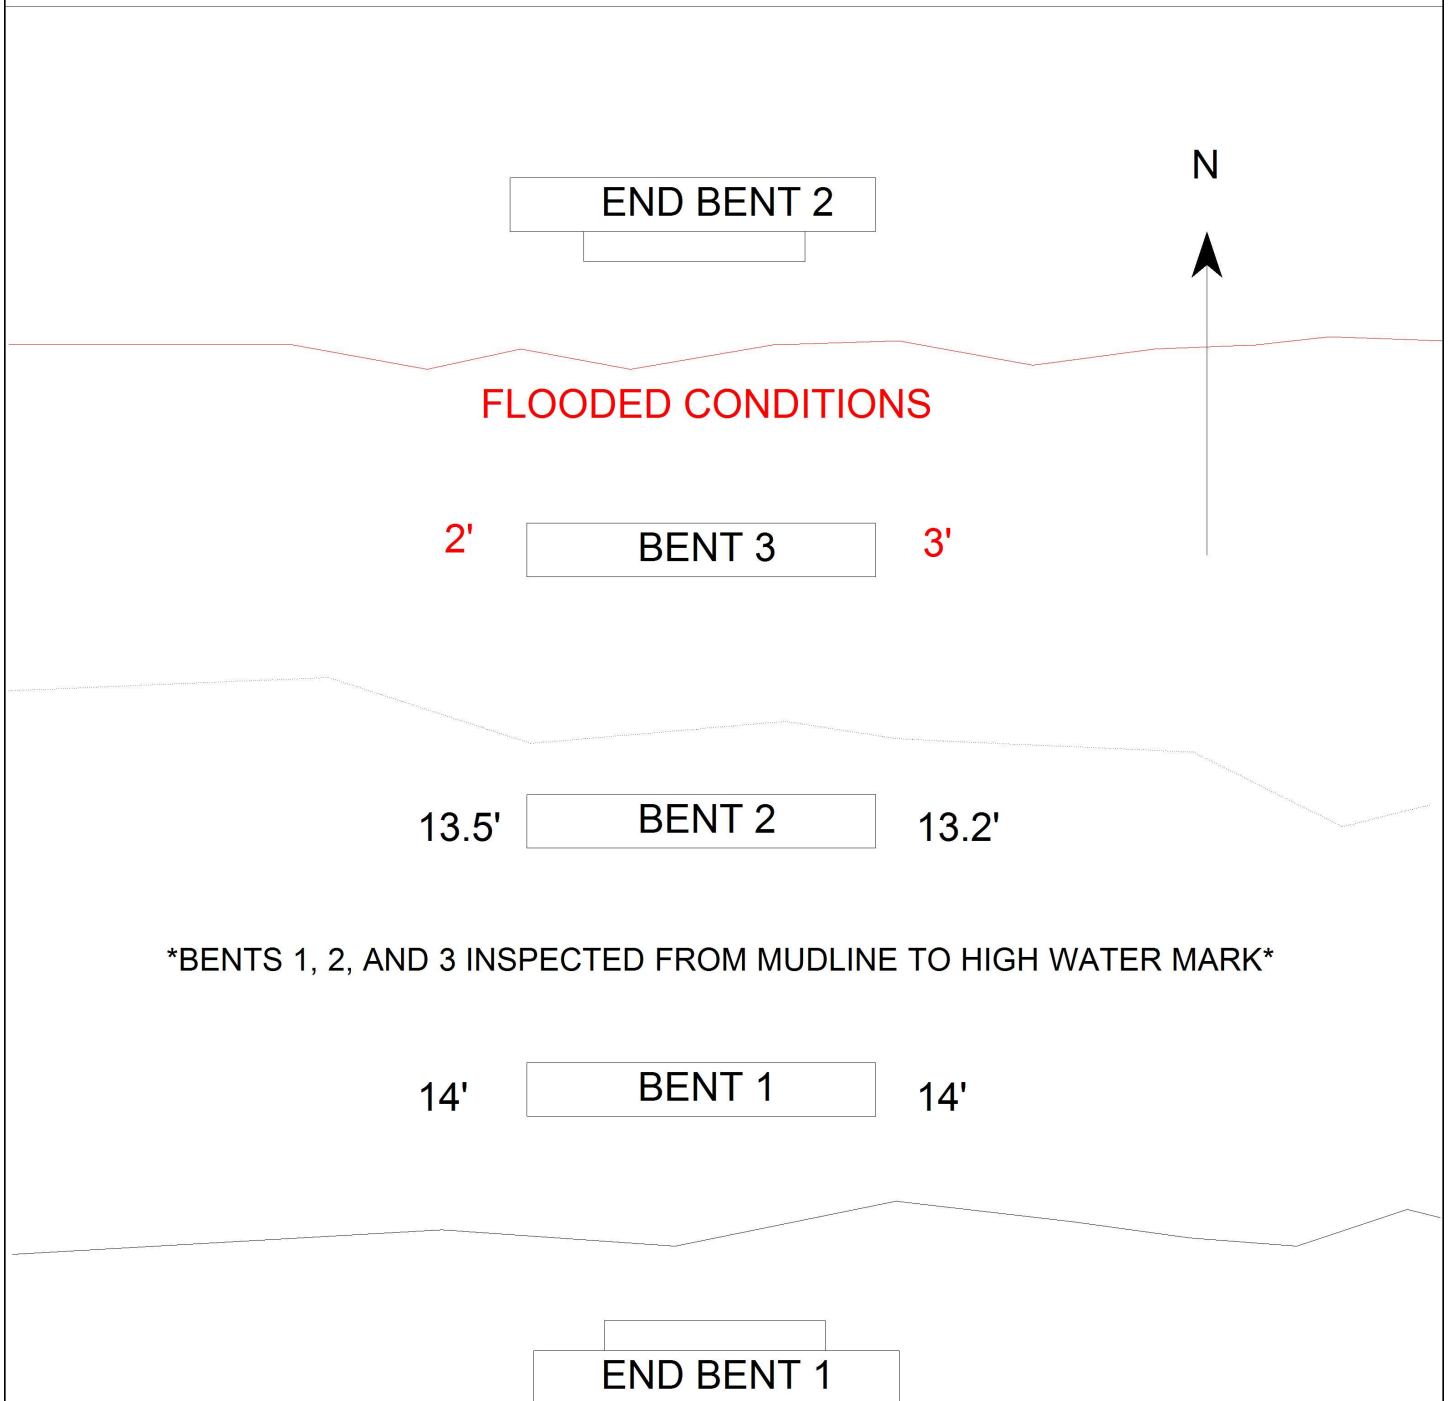 N
END BENT 2
FLOODED CONDITIONS
2' BENT 3 3'
13.5' BENT 2 13.2'
*BENTS 1, 2, AND 3 INSPECTED FROM MUDLINE TO HIGH WATER MARK*
14' BENT 1 14'
END BENT 1